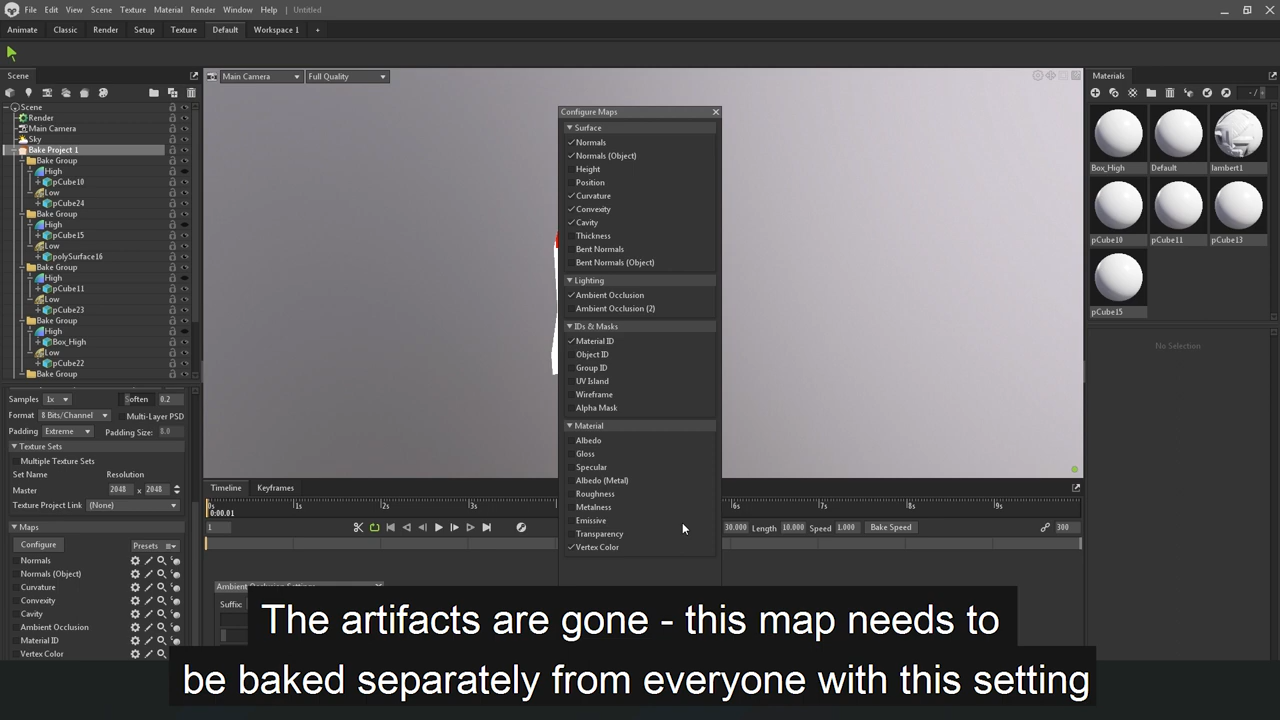 File Edit View Scene Texture Material Render Window Help Untitled
Animate Classic Render Setup Texture Default Workspace 1 +
Scene
Main Camera Full Quality
Materials
Scene
Render
Main Camera
Sky
Bake Project 1
Bake Group
High
pCube10
Low
pCube24
Bake Group
High
pCube15
Low
polySurface16
Bake Group
High
pCube11
Low
pCube23
Bake Group
High
Box_High
Low
pCube22
Bake Group
Samples 1x Soften 0.2
Format 8 Bits/Channel Multi-Layer PSD
Padding Extreme Padding Size: 8.0
Texture Sets
Multiple Texture Sets
Set Name Resolution
Master 2048 x 2048
Texture Project Link (None)
Maps
Configure Presets
Normals
Normals (Object)
Curvature
Convexity
Cavity
Ambient Occlusion
Material ID
Vertex Color
Configure Maps
Surface
Normals
Normals (Object)
Height
Position
Curvature
Convexity
Cavity
Thickness
Bent Normals
Bent Normals (Object)
Lighting
Ambient Occlusion
Ambient Occlusion (2)
IDs & Masks
Material ID
Object ID
Group ID
UV Island
Wireframe
Alpha Mask
Material
Albedo
Gloss
Specular
Albedo (Metal)
Roughness
Metalness
Emissive
Transparency
Vertex Color
Box_High Default lambert1
pCube10 pCube11 pCube13
pCube15
No Selection
Timeline Keyframes
0s 1s 2s 3s 6s 7s 8s 9s
0:00.01
1 30.000 Length 10.000 Speed 1.000 Bake Speed 300
Ambient Occlusion Settings
Suffix
The artifacts are gone - this map needs to
be baked separately from everyone with this setting